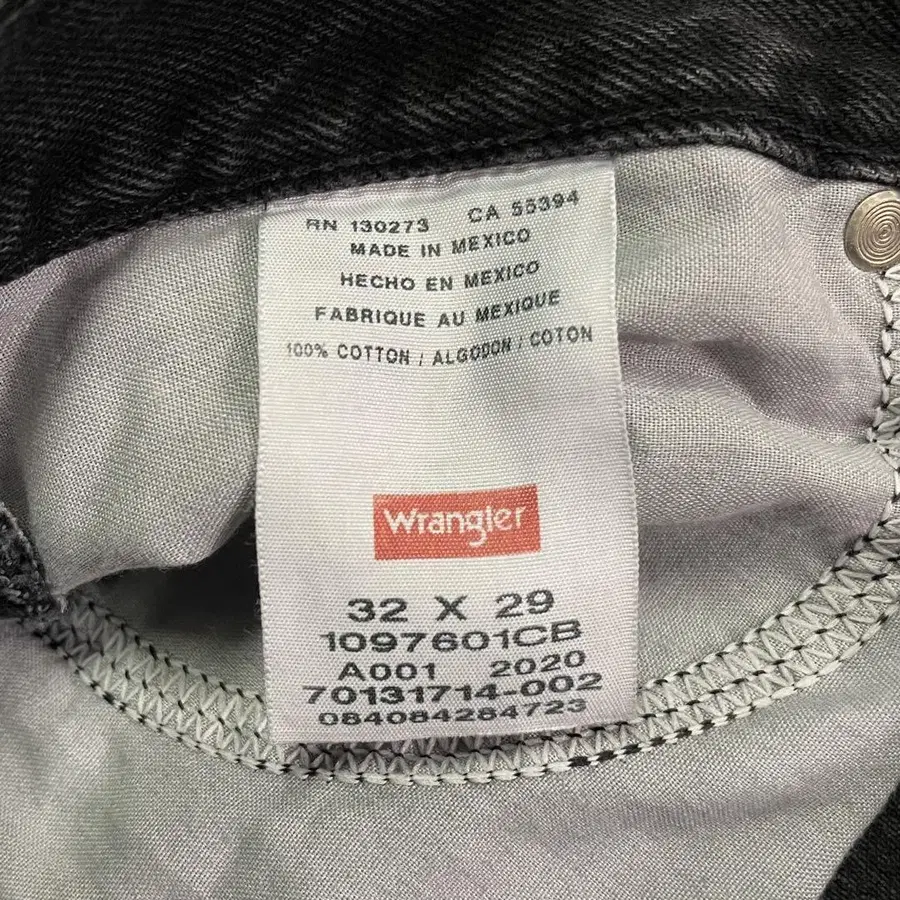 RN 130273 CA 55394
MADE IN MEXICO
HECHO EN MEXICO
FABRIQUE AU MEXIQUE
100% COTTON / ALGODON / COTON
Wrangler
32 X 29
1097601CB
A001 2020
70131714-002
084084284723